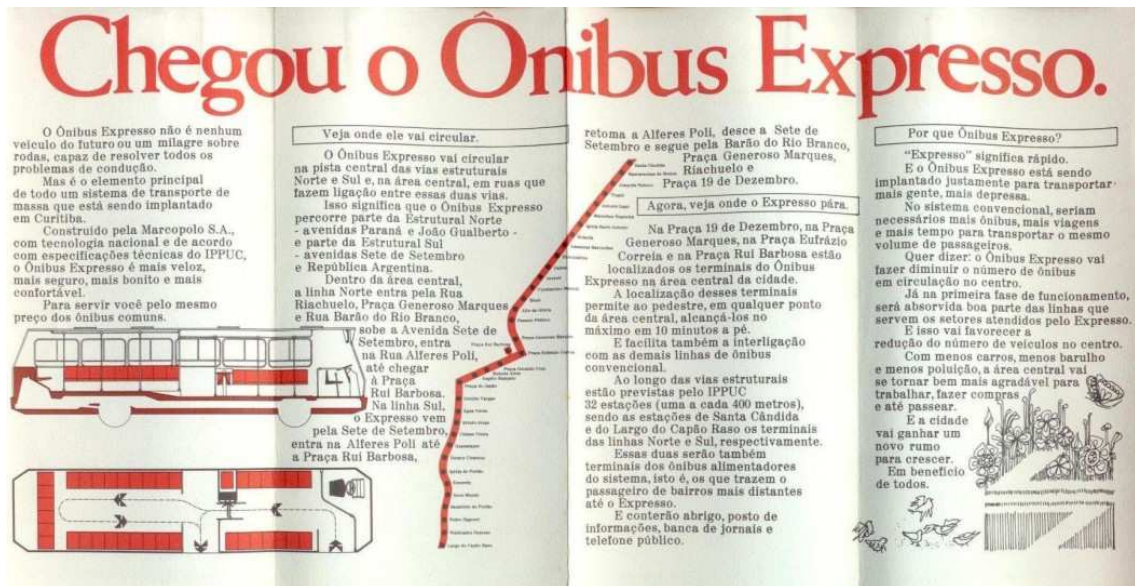 Chegou o Ônibus Expresso.
O Ônibus Expresso não é nenhum
veículo do futuro ou um milagre sobre
rodas, capaz de resolver todos os
problemas de condução.
Mas é o elemento principal
de todo um sistema de transporte de
massa que está sendo implantado
em Curitiba.
Construído pela Marcopolo S.A.,
com tecnologia nacional e de acordo
com especificações técnicas do IPPUC,
o Ônibus Expresso é mais veloz,
mais seguro, mais bonito e mais
confortável.
Para servir você pelo mesmo
preço dos ônibus comuns.
Veja onde ele vai circular.
O Ônibus Expresso vai circular
na pista central das vias estruturais
Norte e Sul e, na área central, em ruas que
fazem ligação entre essas duas vias.
Isso significa que o Ônibus Expresso
percorre parte da Estrutural Norte
- avenidas Paraná e João Gualberto -
e parte da Estrutural Sul
- avenidas Sete de Setembro
e República Argentina.
Dentro da área central,
a linha Norte entra pela Rua
Riachuelo, Praça Generoso Marques
e Rua Barão do Rio Branco,
sobe a Avenida Sete de
Setembro, entra
na Rua Alferes Poli,
até chegar
à Praça
Rui Barbosa.
Na linha Sul,
o Expresso vem
pela Sete de Setembro,
entra na Alferes Poli até
a Praça Rui Barbosa,
Santa Cândida
Praça Rui Barbosa
Praça do Japão
Água Verde
Igreja do Portão
Novo Mundo
Largo do Capão Raso
retoma a Alferes Poli, desce a Sete de
Setembro e segue pela Barão do Rio Branco,
Praça Generoso Marques,
Riachuelo e
Praça 19 de Dezembro.
Agora, veja onde o Expresso pára.
Na Praça 19 de Dezembro, na Praça
Generoso Marques, na Praça Eufrázio
Correia e na Praça Rui Barbosa estão
localizados os terminais do Ônibus
Expresso na área central da cidade.
A localização desses terminais
permite ao pedestre, em qualquer ponto
da área central, alcançá-los no
máximo em 10 minutos a pé.
E facilita também a interligação
com as demais linhas de ônibus
convencional.
Ao longo das vias estruturais
estão previstas pelo IPPUC
32 estações (uma a cada 400 metros),
sendo as estações de Santa Cândida
e do Largo do Capão Raso os terminais
das linhas Norte e Sul, respectivamente.
Essas duas serão também
terminais dos ônibus alimentadores
do sistema, isto é, os que trazem o
passageiro de bairros mais distantes
até o Expresso.
E conterão abrigo, posto de
informações, banca de jornais e
telefone público.
Por que Ônibus Expresso?
"Expresso" significa rápido.
E o Ônibus Expresso está sendo
implantado justamente para transportar
mais gente, mais depressa.
No sistema convencional, seriam
necessários mais ônibus, mais viagens
e mais tempo para transportar o mesmo
volume de passageiros.
Quer dizer: o Ônibus Expresso vai
fazer diminuir o número de ônibus
em circulação no centro.
Já na primeira fase de funcionamento,
será absorvida boa parte das linhas que
servem os setores atendidos pelo Expresso.
E isso vai favorecer a
redução do número de veículos no centro.
Com menos carros, menos barulho
e menos poluição, a área central vai
se tornar bem mais agradável para
trabalhar, fazer compras
e até passear.
E a cidade
vai ganhar um
novo rumo
para crescer.
Em benefício
de todos.